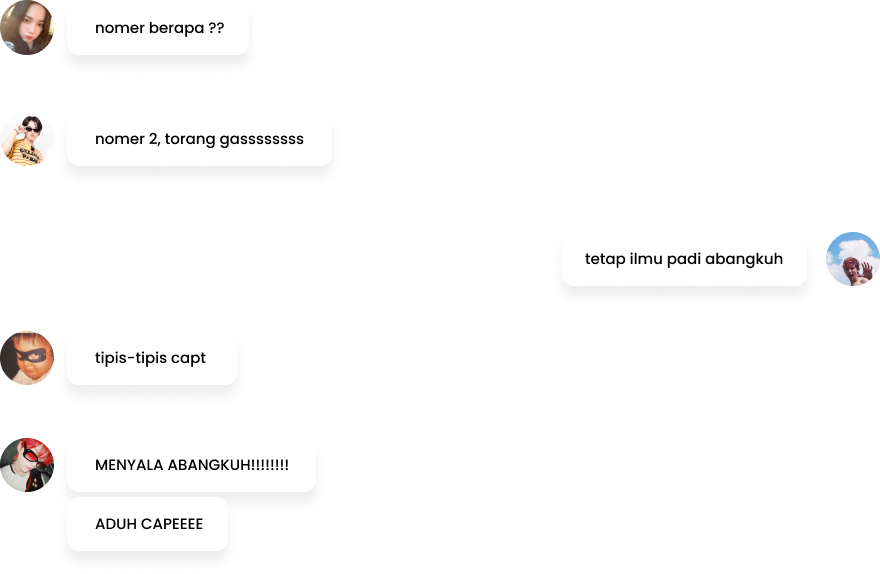 nomer berapa ??
nomer 2, torang gassssssss
tetap ilmu padi abangkuh
tipis-tipis capt
MENYALA ABANGKUH!!!!!!!!
ADUH CAPEEEE